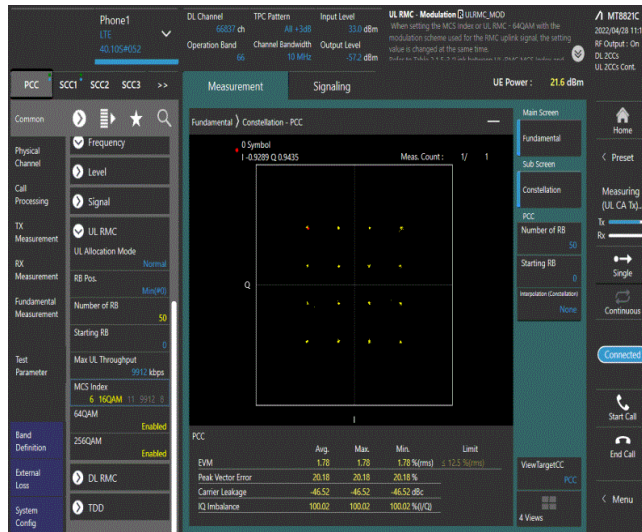 Phone1
LTE
40.105#052
DL Channel
66837 ch
TPC Pattern
All +3dB
Input Level
33.0 dBm
Operation Band
66
Channel Bandwidth
10 MHz
Output Level
-57.2 dBm
UL RMC - Modulation ULRMC_MOD
When setting the MCS index or UL RMC - 64QAM with the
modulation scheme used for the RMC uplink signal, the setting
value is changed at the same time.
MT8821C
2022/04/28 11:1
RF Output : On
DL 2CCs
UL 2CCs Cont.
PCC
SCC1
SCC2
SCC3
>>
Measurement
Signaling
UE Power : 21.6 dBm
Common
Physical
Channel
Call
Processing
TX
Measurement
RX
Measurement
Fundamental
Measurement
Test
Parameter
Band
Definition
External
Loss
System
Config
Frequency
Level
Signal
UL RMC
UL Allocation Mode
Normal
RB Pos.
Min(#0)
Number of RB
50
Starting RB
0
Max UL Throughput
9912 kbps
MCS Index
6 16QAM 11 9912 8
64QAM
Enabled
256QAM
Enabled
DL RMC
TDD
Fundamental
Constellation - PCC
0 Symbol
I -0.9289 Q 0.9435
Meas. Count : 1/ 1
Q
I
PCC
Avg. Max. Min. Limit
EVM 1.78 1.78 1.78 %(rms) ≤ 12.5 %(rms)
Peak Vector Error 20.18 20.18 20.18 %
Carrier Leakage -46.52 -46.52 -46.52 dBc
IQ Imbalance 100.02 100.02 100.02 %(I/Q)
Main Screen
Fundamental
Sub Screen
Constellation
PCC
Number of RB
50
Starting RB
0
Interpolation (Constellation)
None
ViewTargetCC
PCC
4 Views
Home
Preset
Measuring
(UL CA Tx)...
Tx
Rx
Single
Continuous
Connected
Start Call
End Call
Menu